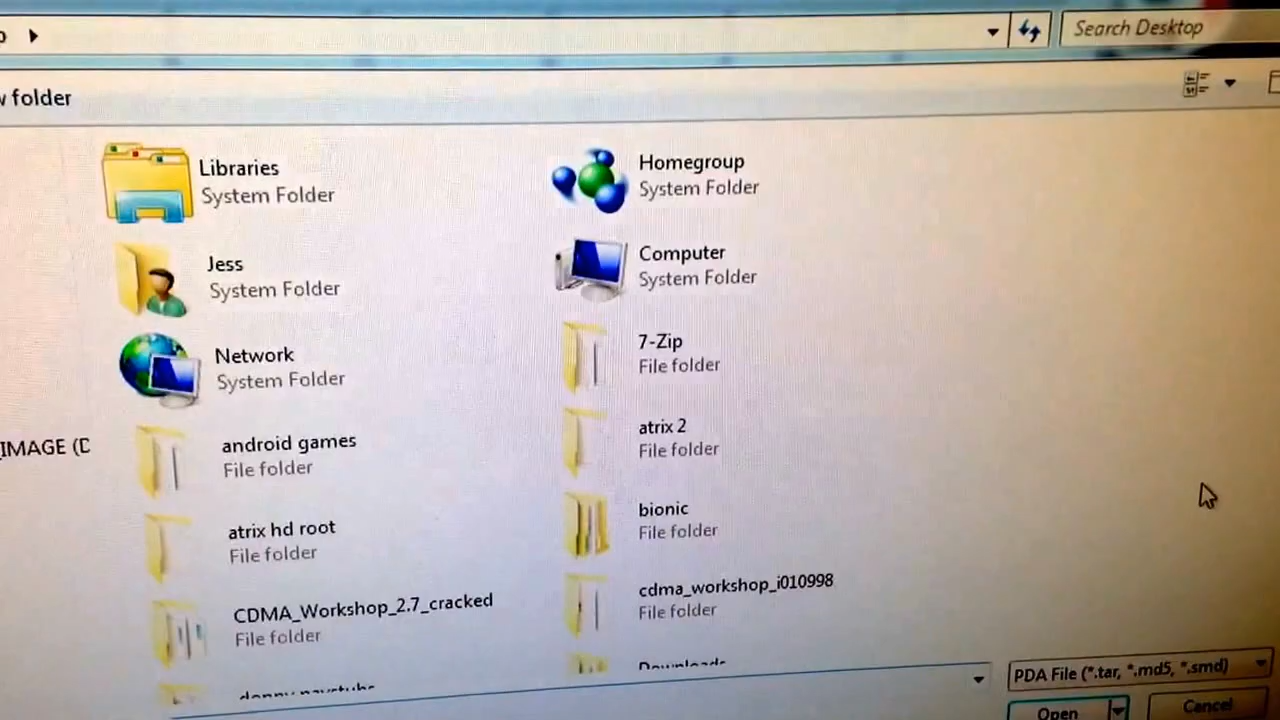 Search Desktop
w folder
Libraries
System Folder
Homegroup
System Folder
Jess
System Folder
Computer
System Folder
Network
System Folder
7-Zip
File folder
_IMAGE (D
android games
File folder
atrix 2
File folder
atrix hd root
File folder
bionic
File folder
CDMA_Workshop_2.7_cracked
File folder
cdma_workshop_i010998
File folder
Downloads
PDA File (*.tar, *.md5, *.smd)
Open
Cancel